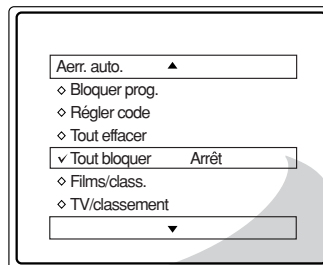 Aerr. auto.
Bloquer prog.
Régler code
Tout effacer
Tout bloquer Arrêt
Films/class.
TV/classement